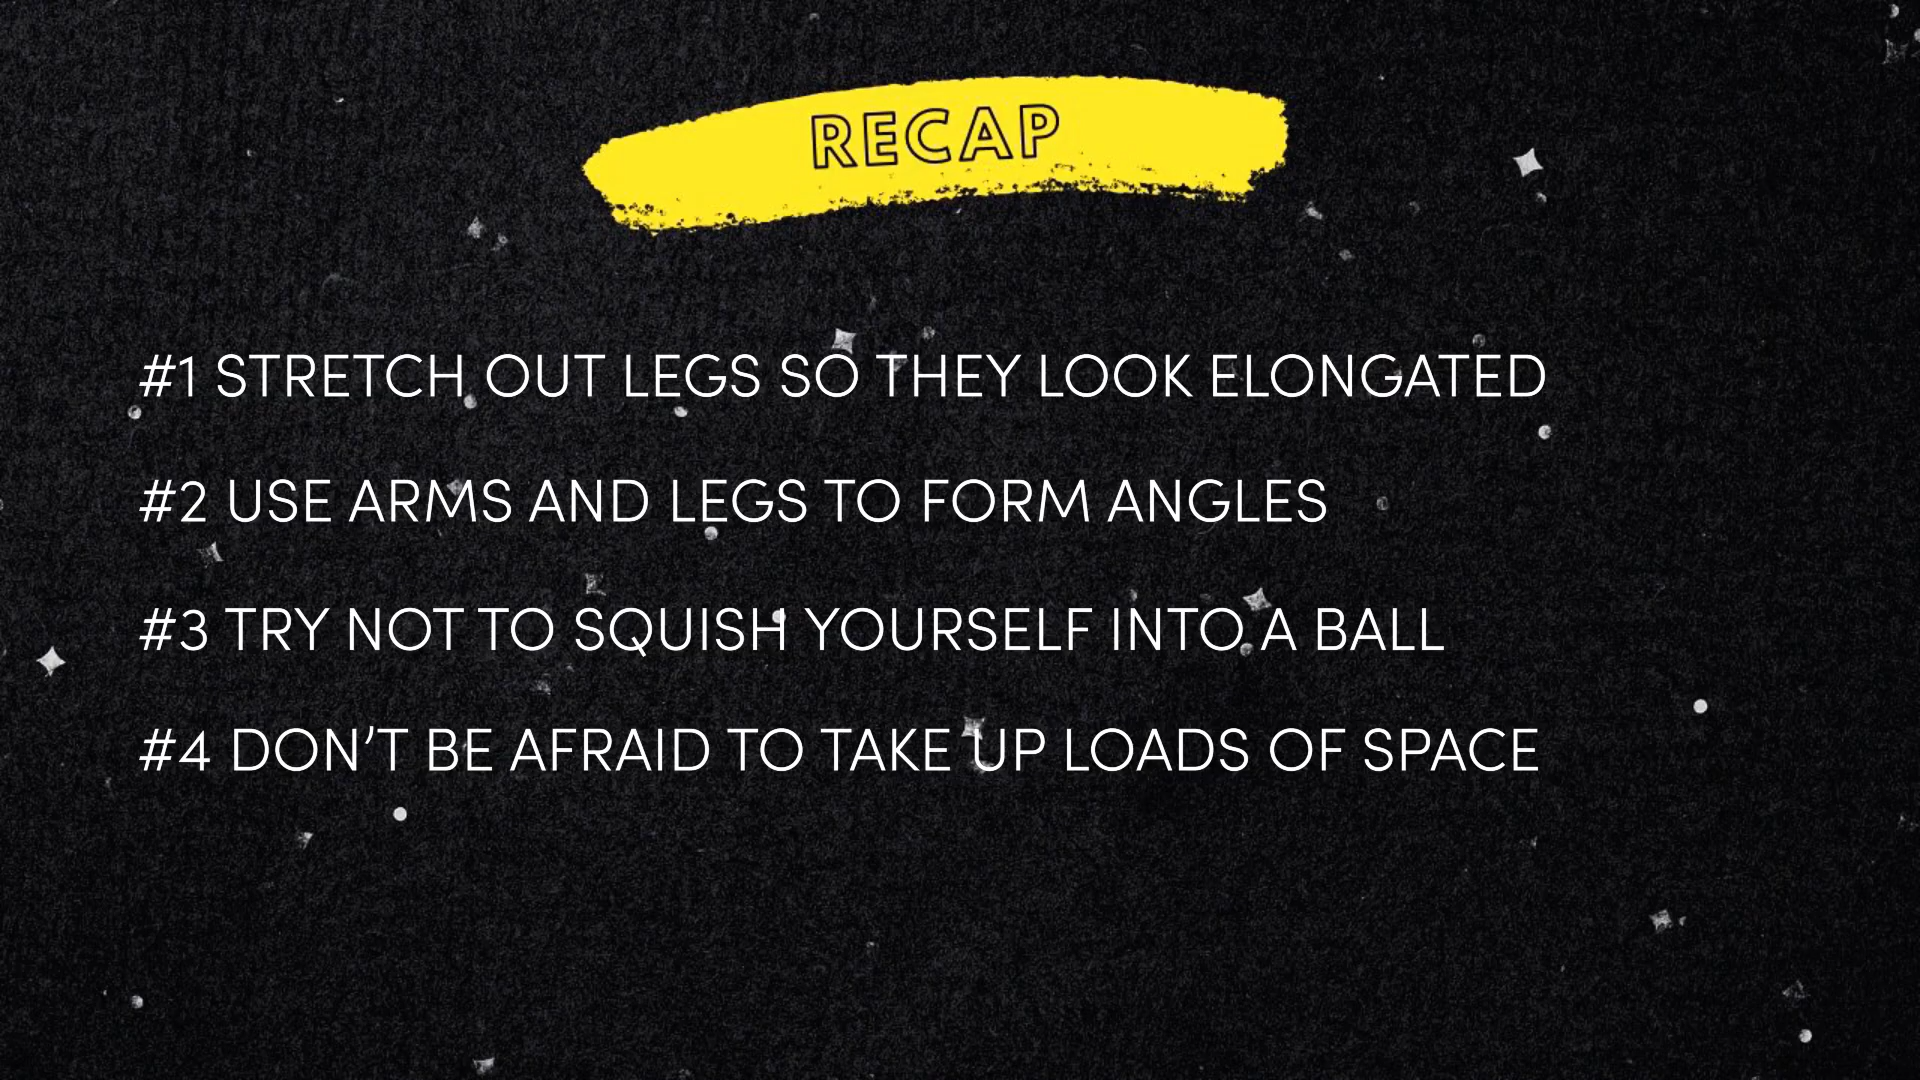 RECAP
#1 STRETCH OUT LEGS SO THEY LOOK ELONGATED
#2 USE ARMS AND LEGS TO FORM ANGLES
#3 TRY NOT TO SQUISH YOURSELF INTO A BALL
#4 DON’T BE AFRAID TO TAKE UP LOADS OF SPACE